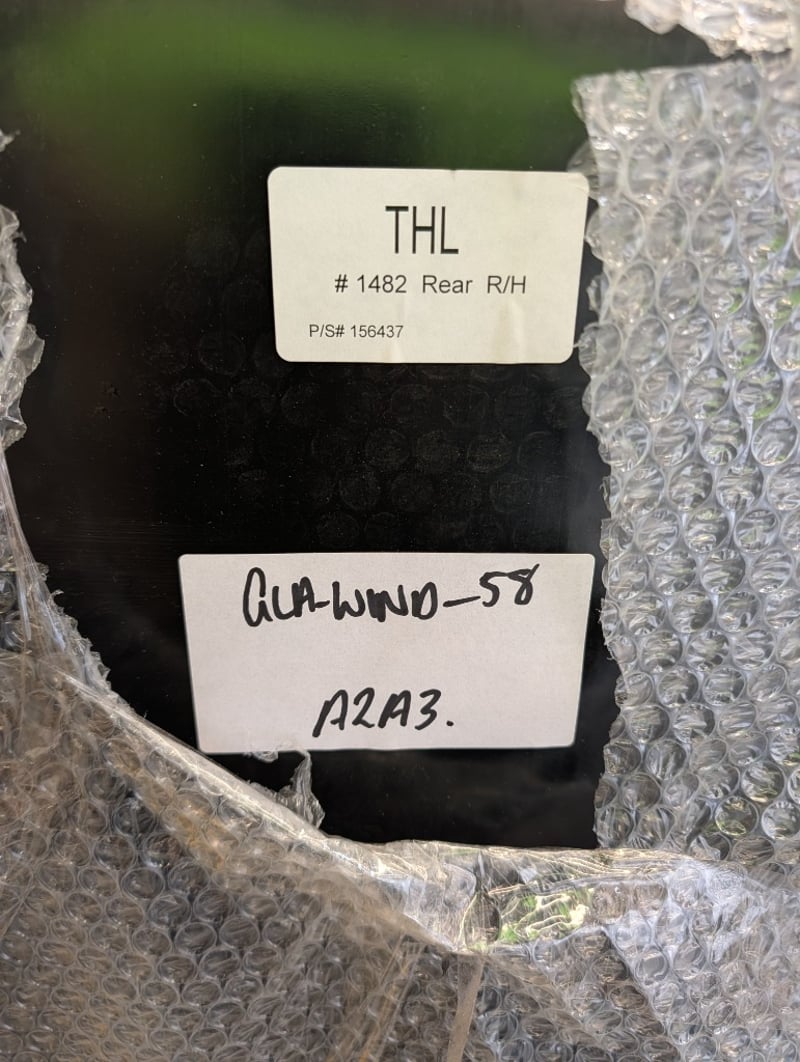 THL
# 1482 Rear R/H
P/S# 156437
GLA-WIND-58
A2A3.